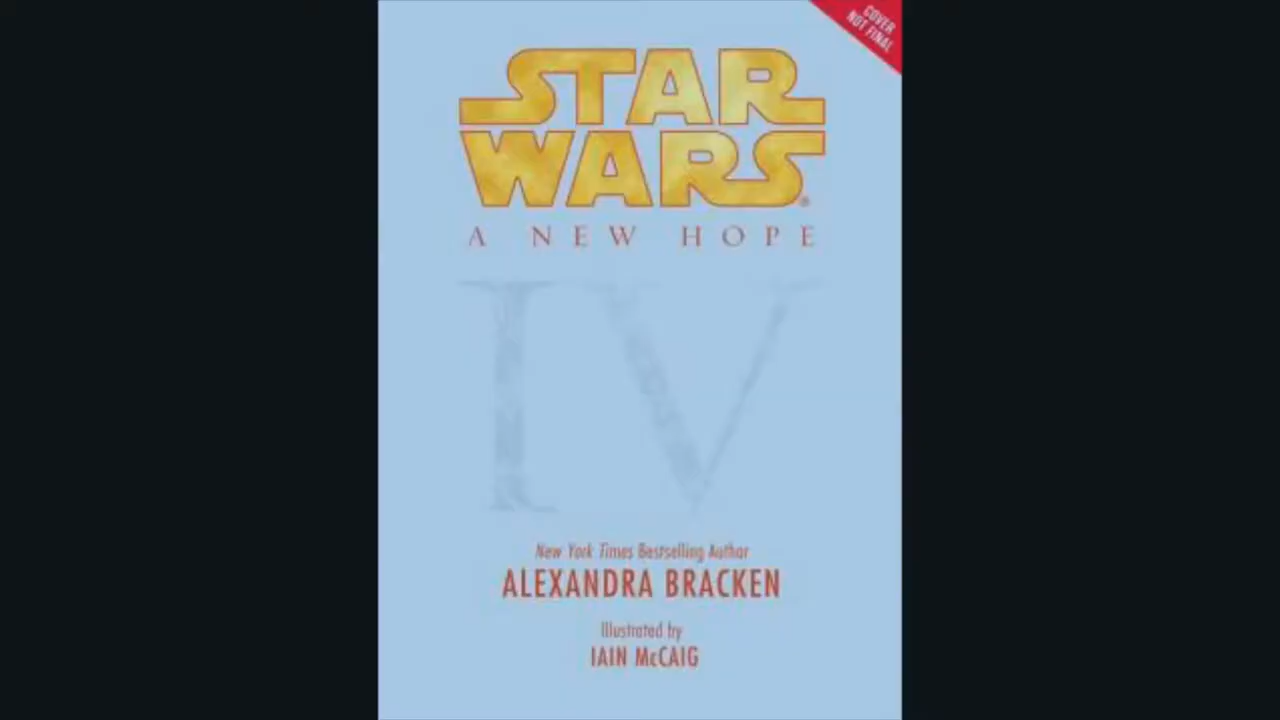 COVER
NOT FINAL
STAR
WARS®
A NEW HOPE
IV
New York Times Bestselling Author
ALEXANDRA BRACKEN
Illustrated by
IAIN McCAIG